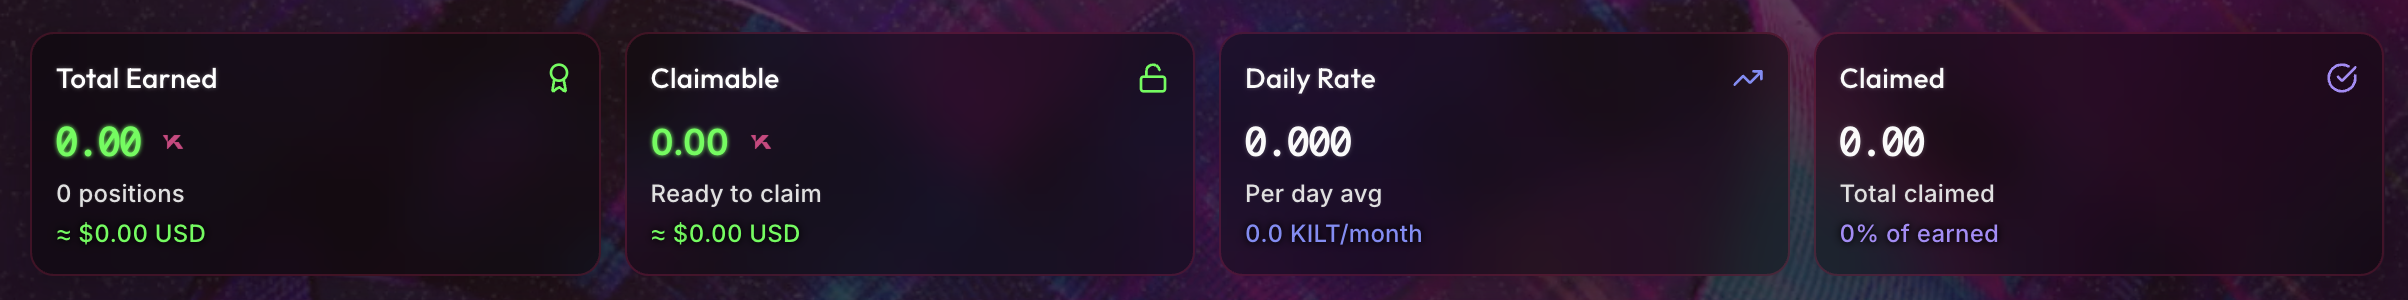 Total Earned
0.00
0 positions
≈ $0.00 USD
Claimable
0.00
Ready to claim
≈ $0.00 USD
Daily Rate
0.000
Per day avg
0.0 KILT/month
Claimed
0.00
Total claimed
0% of earned